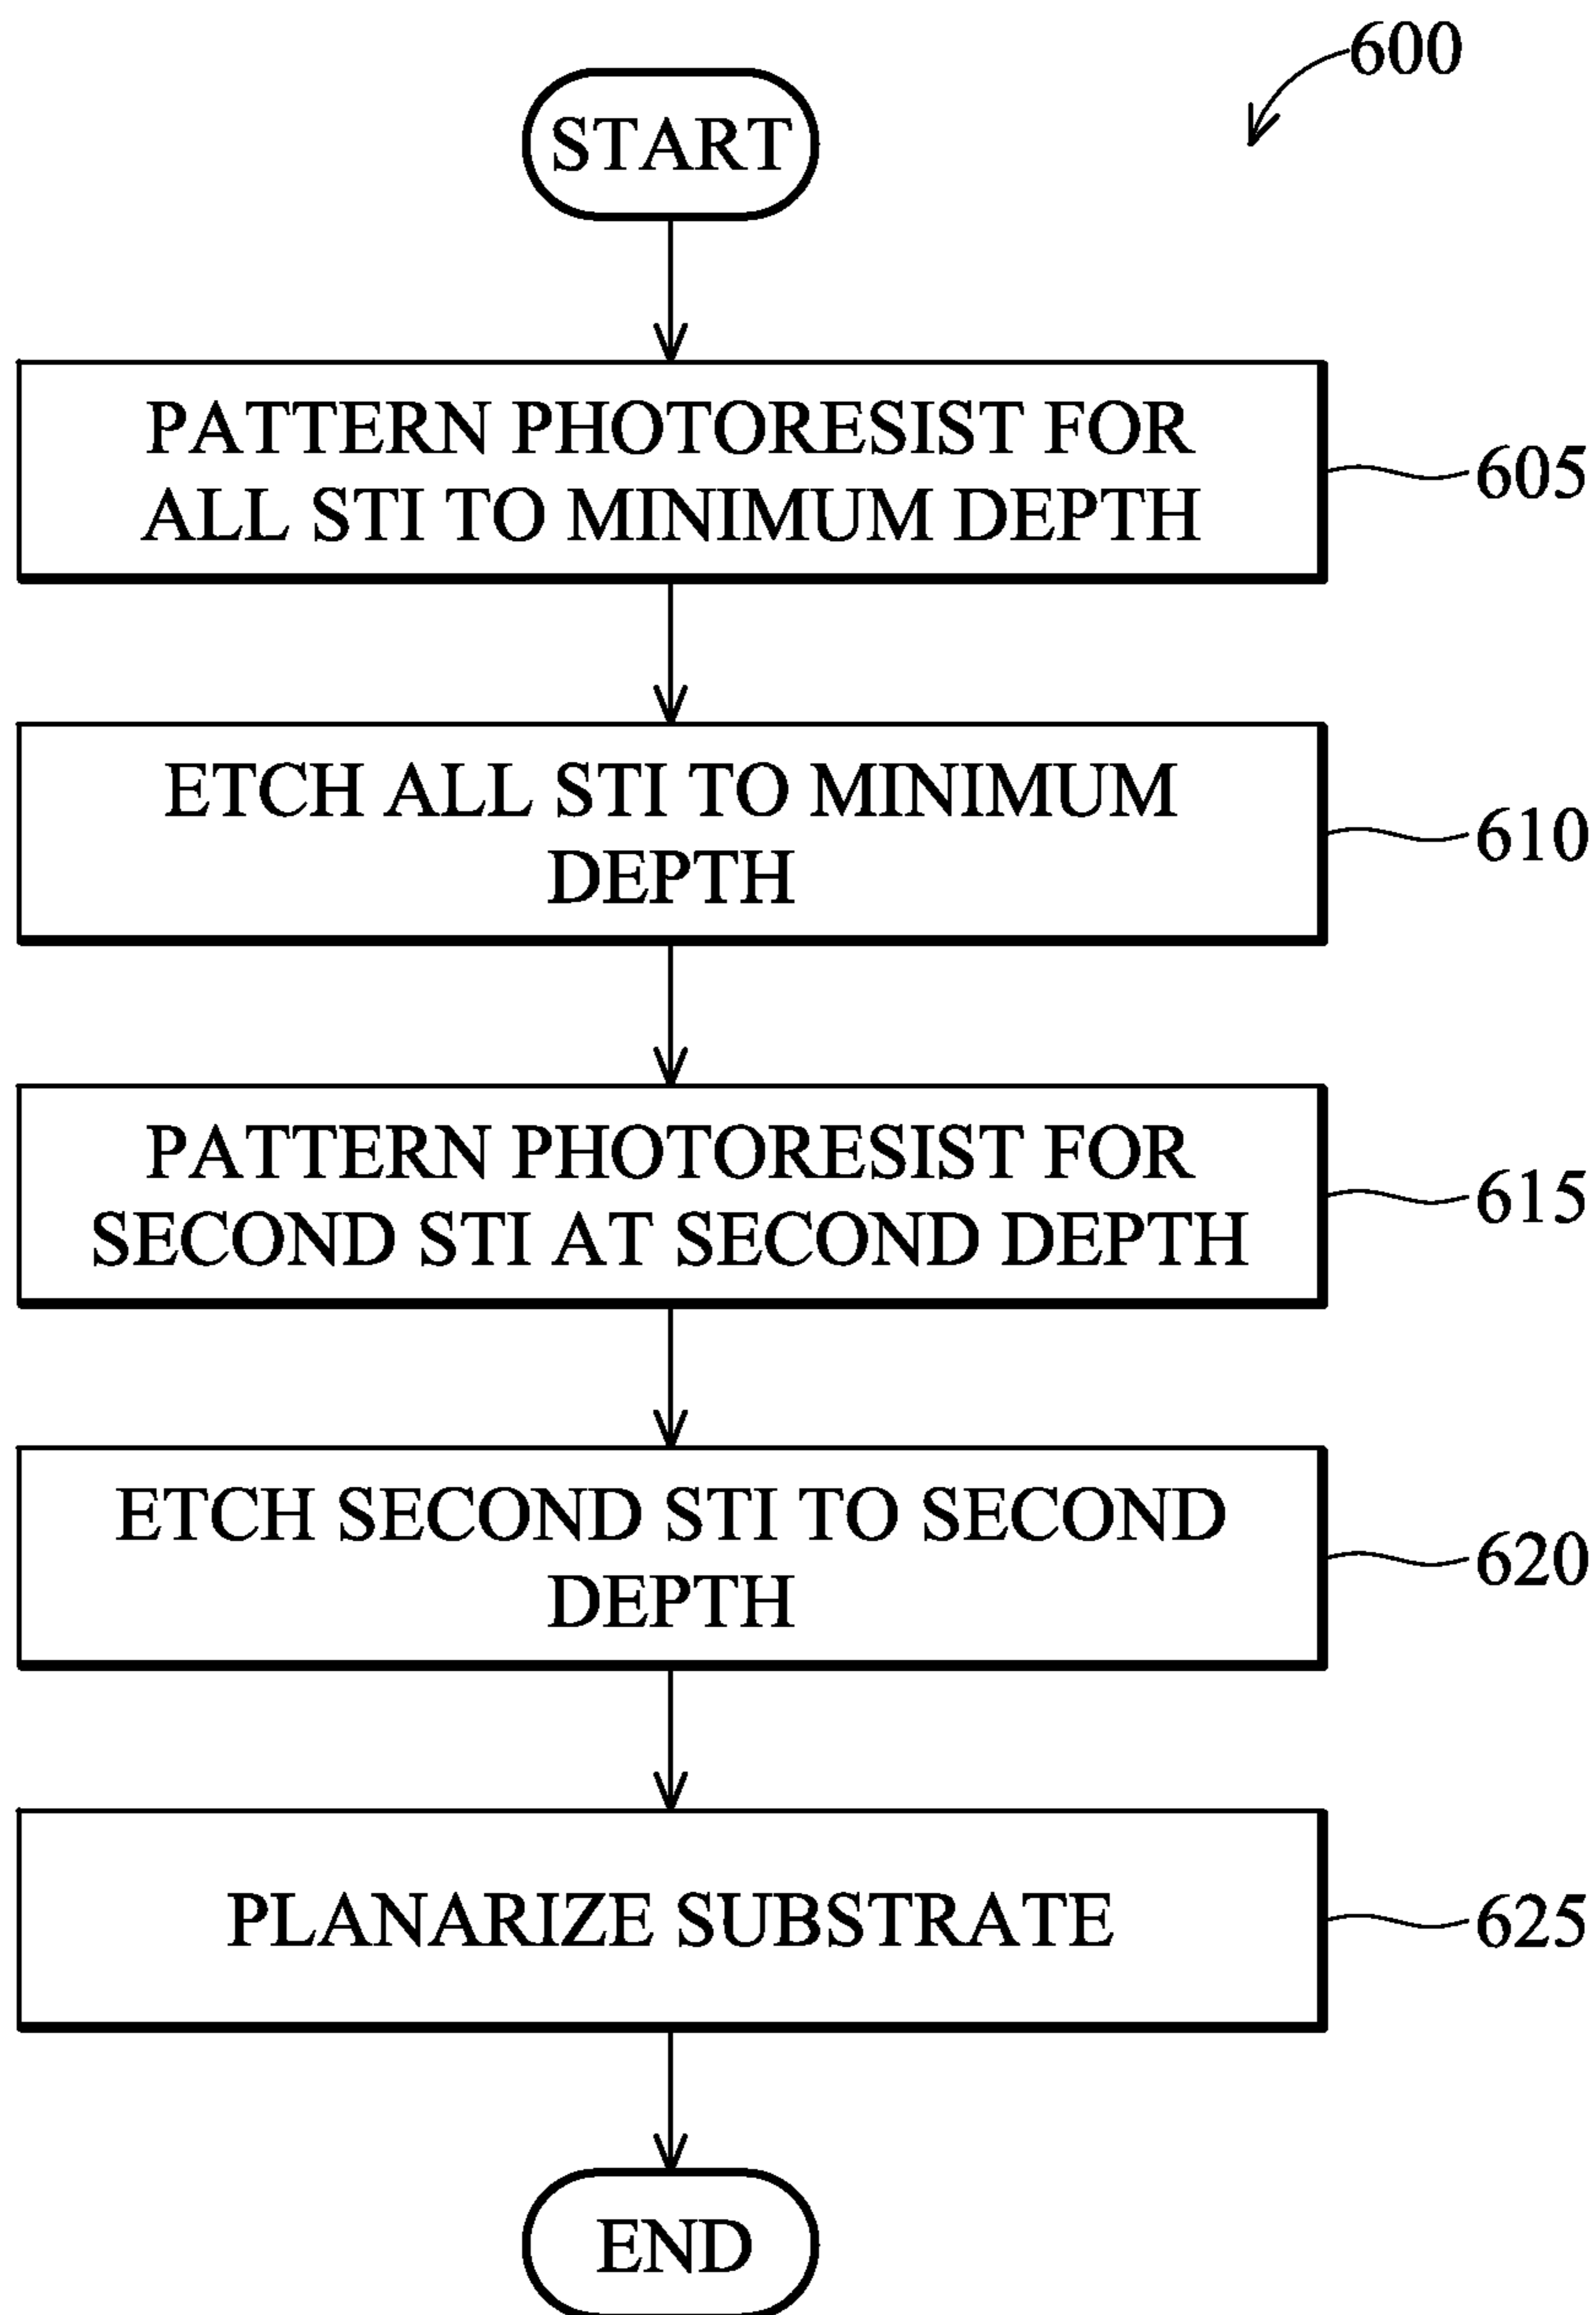 600
START
PATTERN PHOTORESIST FOR
ALL STI TO MINIMUM DEPTH
605
ETCH ALL STI TO MINIMUM
DEPTH
610
PATTERN PHOTORESIST FOR
SECOND STI AT SECOND DEPTH
615
ETCH SECOND STI TO SECOND
DEPTH
620
PLANARIZE SUBSTRATE
625
END